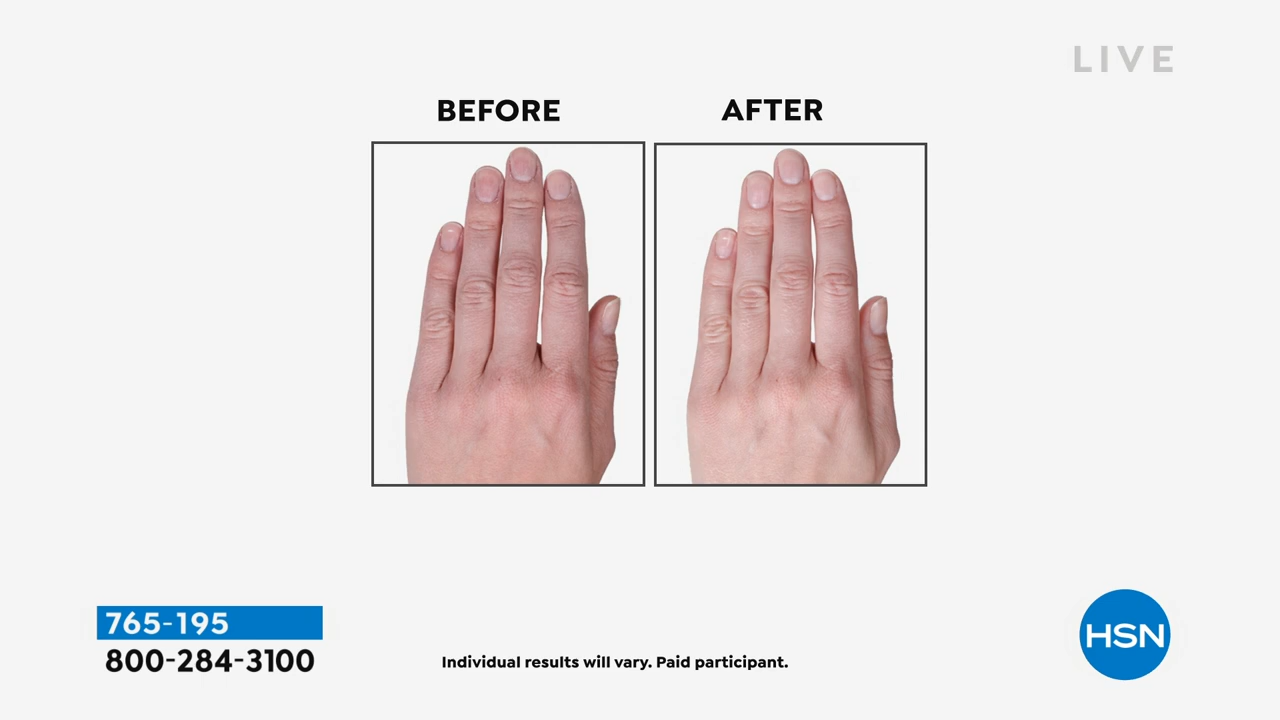 LIVE
BEFORE
AFTER
765-195
800-284-3100
Individual results will vary. Paid participant.
HSN